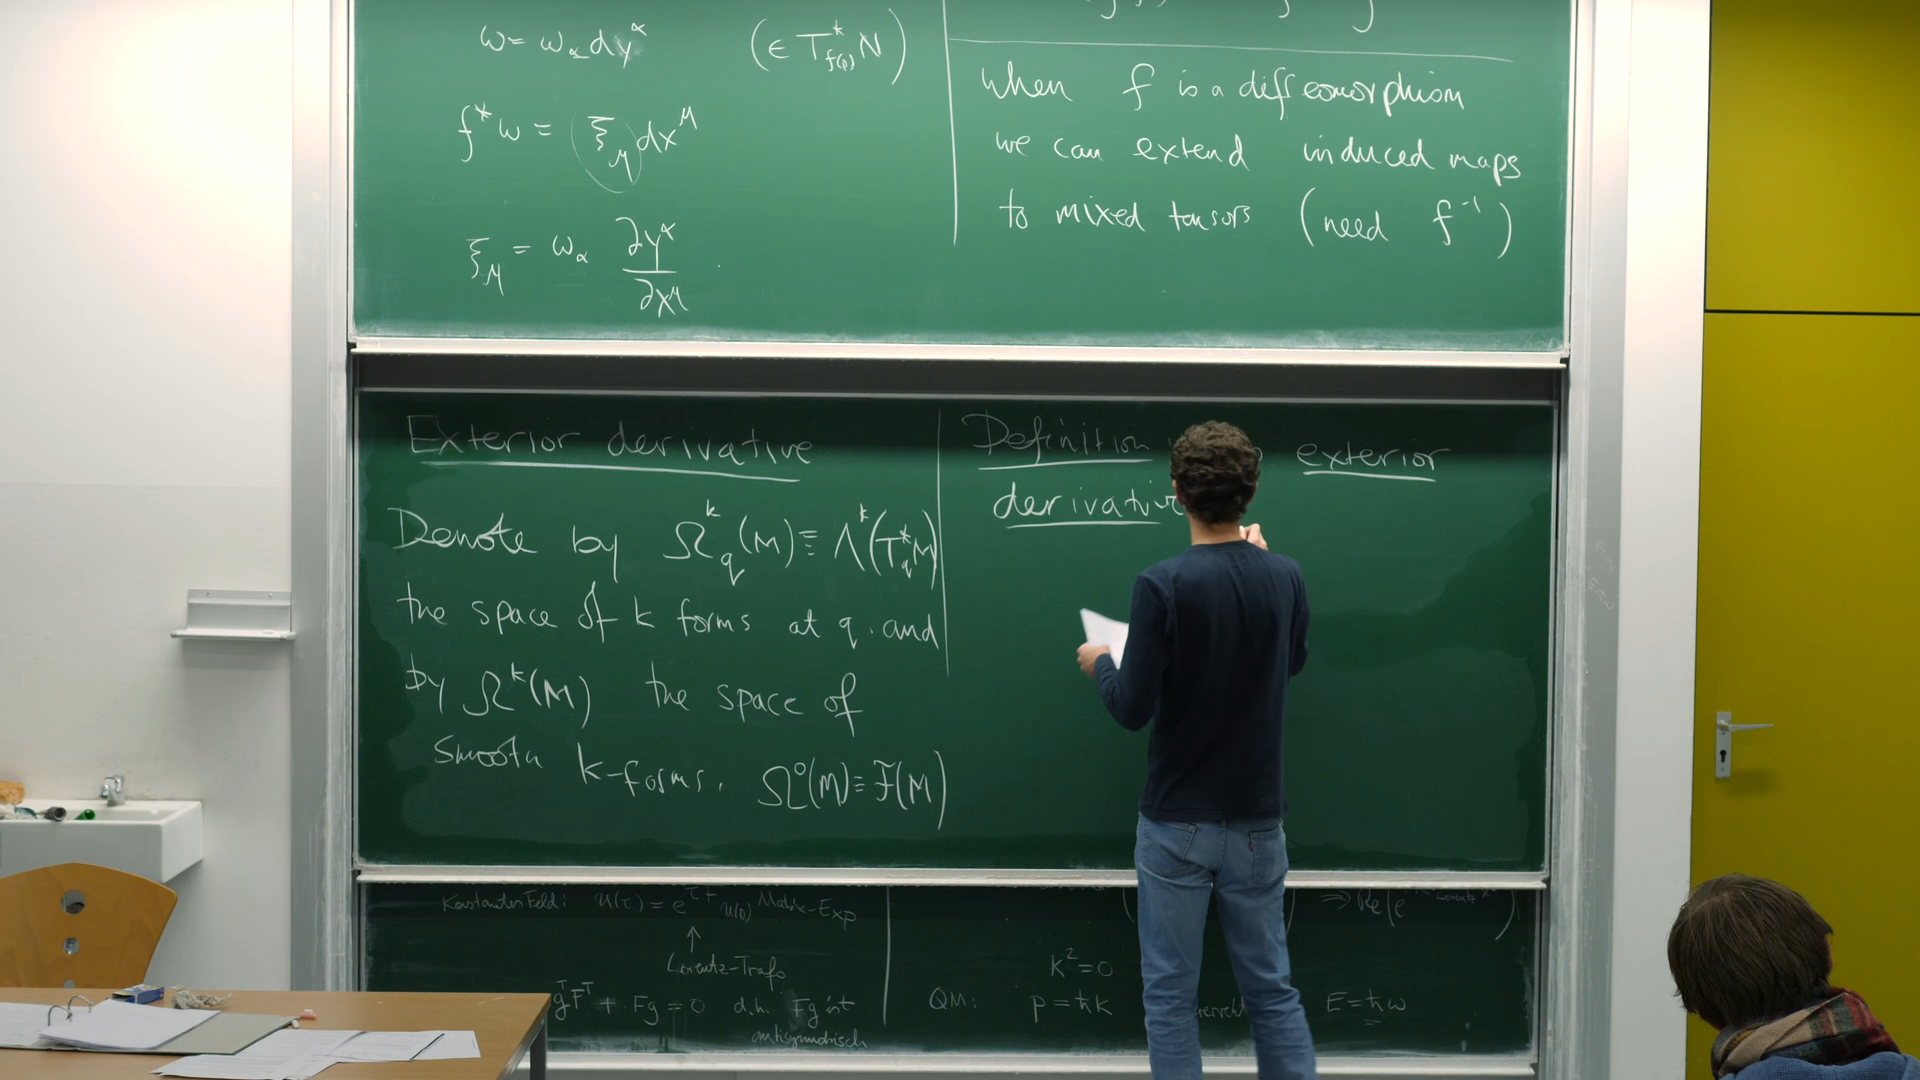 ω = ω_α dy^α (∈ T*_{f(p)} N)
f*ω = ξ_μ dx^μ
ξ_μ = ω_α ∂y^α / ∂x^μ
when f is a diffeomorphism
we can extend induced maps
to mixed tensors (need f⁻¹)
Exterior derivative
Denote by Ω^k_q(M) ≡ Λ^k(T*_q M)
the space of k forms at q. and
by Ω^k(M) the space of
smooth k-forms. Ω⁰(M) ≡ F(M)
Definition exterior
derivative
Konstantes Feld: u(τ) = e^{τ F} u(0) Matrix-Exp
↑
Lorentz-Trafo
g^T F^T + Fg = 0 d.h. Fg ist
antisymmetrisch
⇒ Re(e
K² = 0
QM: p = ħk E = ħω